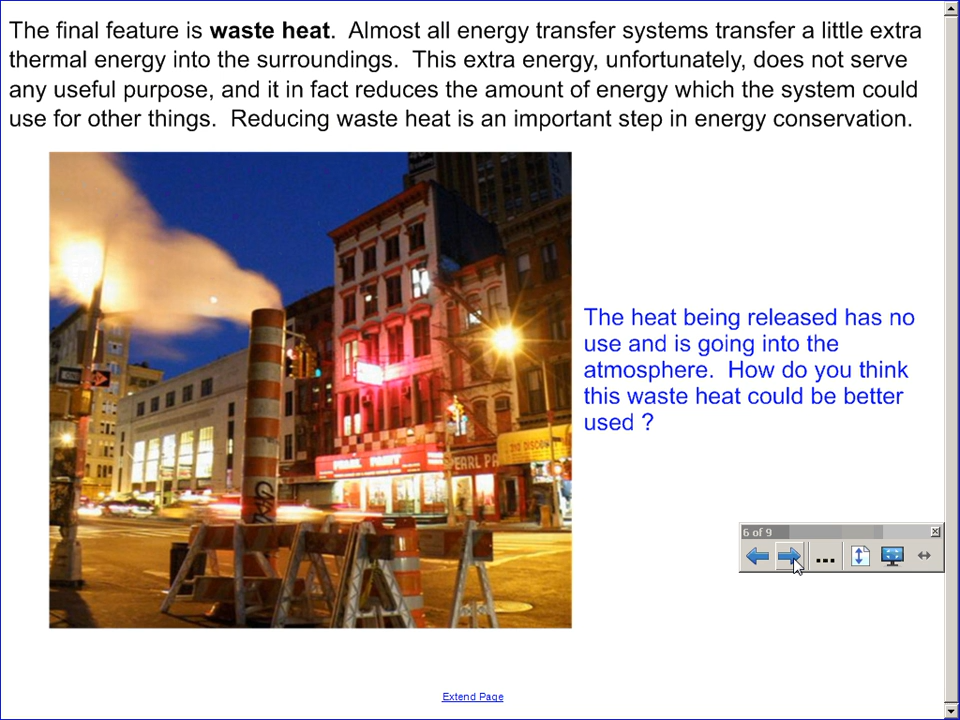 The final feature is waste heat. Almost all energy transfer systems transfer a little extra
thermal energy into the surroundings. This extra energy, unfortunately, does not serve
any useful purpose, and it in fact reduces the amount of energy which the system could
use for other things. Reducing waste heat is an important step in energy conservation.
PEARL PAINT
PEARL PA
The heat being released has no
use and is going into the
atmosphere. How do you think
this waste heat could be better
used ?
6 of 9
...
Extend Page